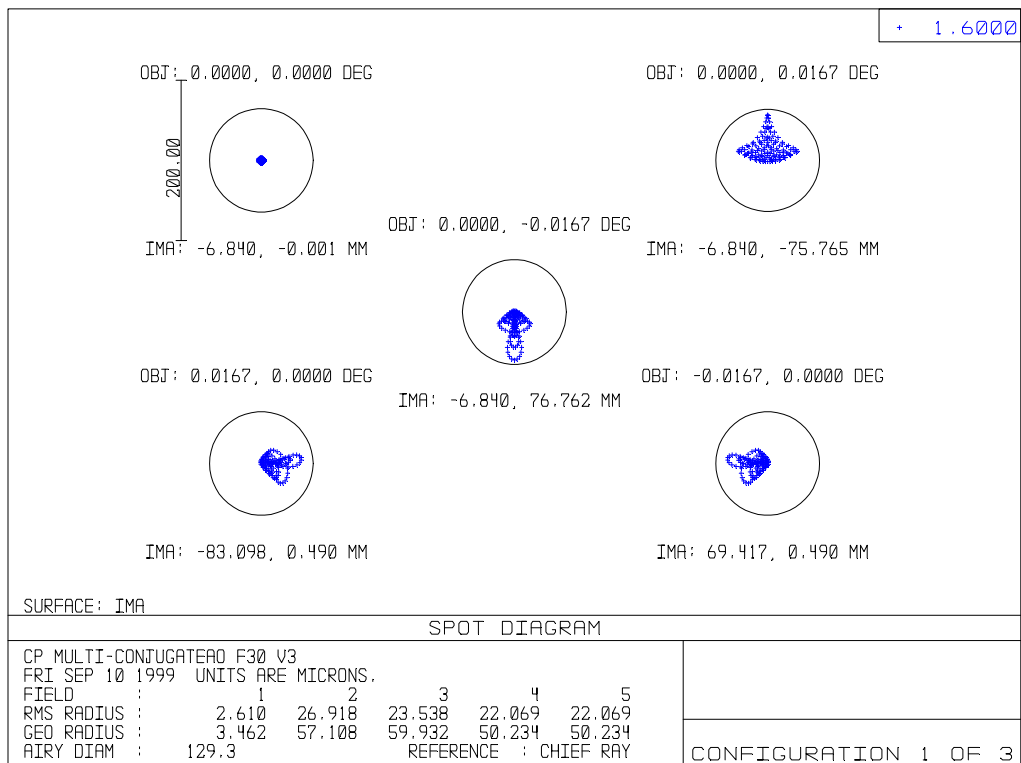 + 1.6000
OBJ: 0.0000, 0.0000 DEG
OBJ: 0.0000, 0.0167 DEG
200.00
IMA: -6.840, -0.001 MM
IMA: -6.840, -75.765 MM
OBJ: 0.0000, -0.0167 DEG
IMA: -6.840, 76.762 MM
OBJ: 0.0167, 0.0000 DEG
OBJ: -0.0167, 0.0000 DEG
IMA: -83.098, 0.490 MM
IMA: 69.417, 0.490 MM
SURFACE: IMA
SPOT DIAGRAM
CP MULTI-CONJUGATEAO F30 V3
FRI SEP 10 1999 UNITS ARE MICRONS.
FIELD : 1 2 3 4 5
RMS RADIUS : 2.610 26.918 23.538 22.069 22.069
GEO RADIUS : 3.462 57.108 59.932 50.234 50.234
AIRY DIAM : 129.3 REFERENCE : CHIEF RAY
CONFIGURATION 1 OF 3